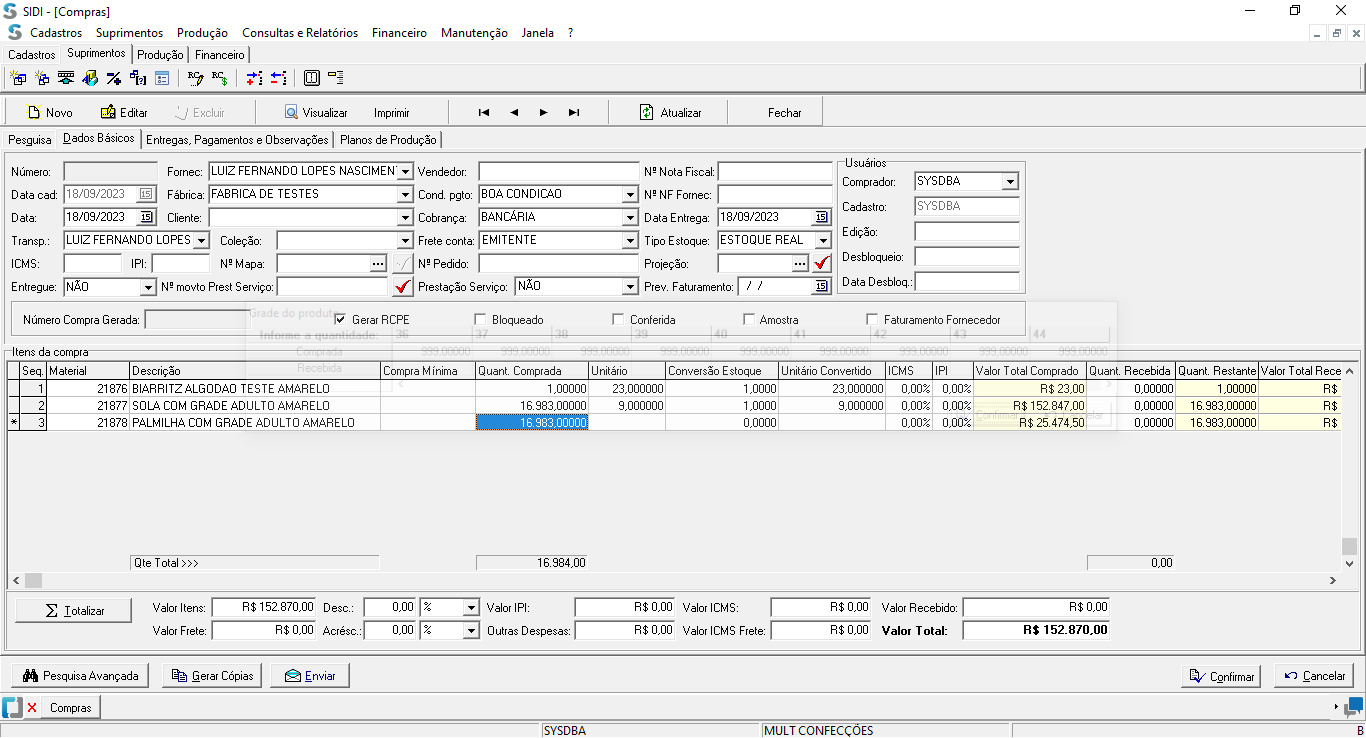 SIDI - [Compras]
Cadastros Suprimentos Produção Consultas e Relatórios Financeiro Manutenção Janela ?
Cadastros Suprimentos Produção Financeiro
Novo Editar Excluir Visualizar Imprimir Atualizar Fechar
Pesquisa Dados Básicos Entregas, Pagamentos e Observações Planos de Produção
Número: Fornec: LUIZ FERNANDO LOPES NASCIMEN Vendedor: Nº Nota Fiscal:
Data cad: 18/09/2023 15 Fábrica: FABRICA DE TESTES Cond. pgto: BOA CONDICAO Nº NF Fornec:
Data: 18/09/2023 15 Cliente: Cobrança: BANCÁRIA Data Entrega: 18/09/2023 15
Transp.: LUIZ FERNANDO LOPES Coleção: Frete conta: EMITENTE Tipo Estoque: ESTOQUE REAL
ICMS: IPI: Nº Mapa: ... Nº Pedido: Projeção: ...
Entregue: NÃO Nº movto Prest Serviço: Prestação Serviço: NÃO Prev. Faturamento: / / 15
Usuários
Comprador: SYSDBA
Cadastro: SYSDBA
Edição:
Desbloqueio:
Data Desbloq.:
Número Compra Gerada: Gerar RCPE Bloqueado Conferida Amostra Faturamento Fornecedor
Grade do produto
Informe a quantidade: 36 37 38 39 40 42 43 44
Comprada 999,00000 999,00000 999,00000 999,00000 999,00000 999,00000 999,00000 999,00000 999,00000
Recebida
Itens da compra
Seq. Material Descrição Compra Mínima Quant. Comprada Unitário Conversão Estoque Unitário Convertido ICMS IPI Valor Total Comprado Quant. Recebida Quant. Restante Valor Total Rece
1 21876 BIARRITZ ALGODAO TESTE AMARELO 1,00000 23,000000 1,0000 23,000000 0,00% 0,00% R$ 23,00 0,00000 1,00000 R$
2 21877 SOLA COM GRADE ADULTO AMARELO 16.983,00000 9,000000 1,0000 9,000000 0,00% 0,00% R$ 152.847,00 0,00000 16.983,00000 R$
* 3 21878 PALMILHA COM GRADE ADULTO AMARELO 16.983,00000 0,0000 0,00% 0,00% R$ 25.474,50 0,00000 16.983,00000 R$
Confirmar
Qte Total >>> 16.984,00 0,00
Totalizar Valor Itens: R$ 152.870,00 Desc.: 0,00 % Valor IPI: R$ 0,00 Valor ICMS: R$ 0,00 Valor Recebido: R$ 0,00
Valor Frete: R$ 0,00 Acrésc.: 0,00 % Outras Despesas: R$ 0,00 Valor ICMS Frete: R$ 0,00 Valor Total: R$ 152.870,00
Pesquisa Avançada Gerar Cópias Enviar Confirmar Cancelar
Compras
SYSDBA MULT CONFECÇÕES B